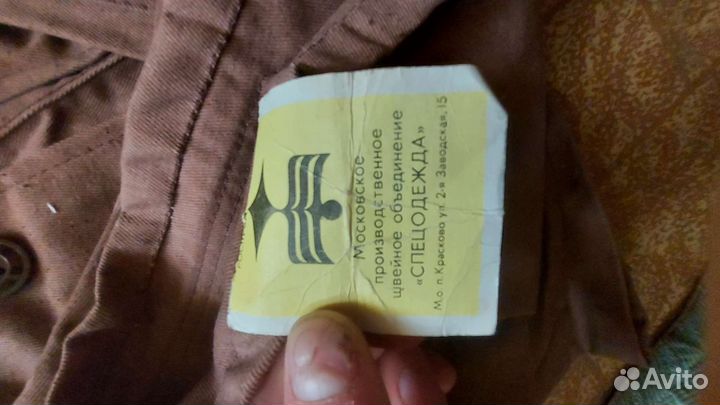 Московское
производственное
швейное объединение
«СПЕЦОДЕЖДА»
М.о п. Красково ул. 2-я Заводская, 15
Avito